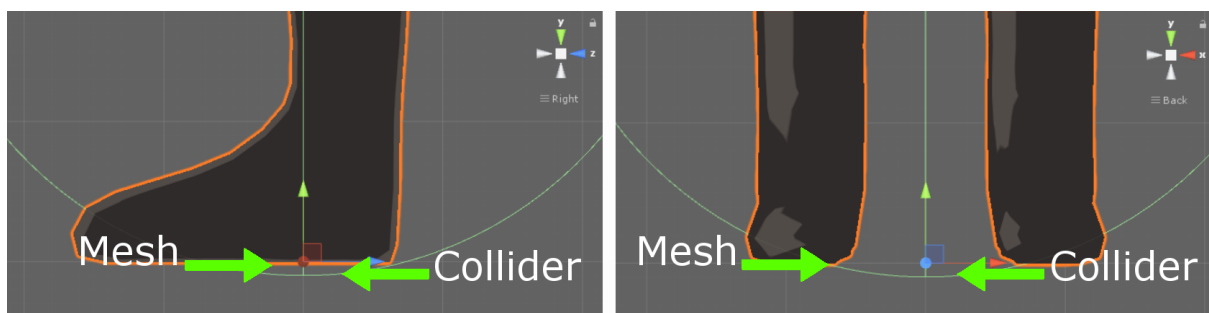 y
z
≡ Right
Mesh
Collider
y
x
≡ Back
Mesh
Collider